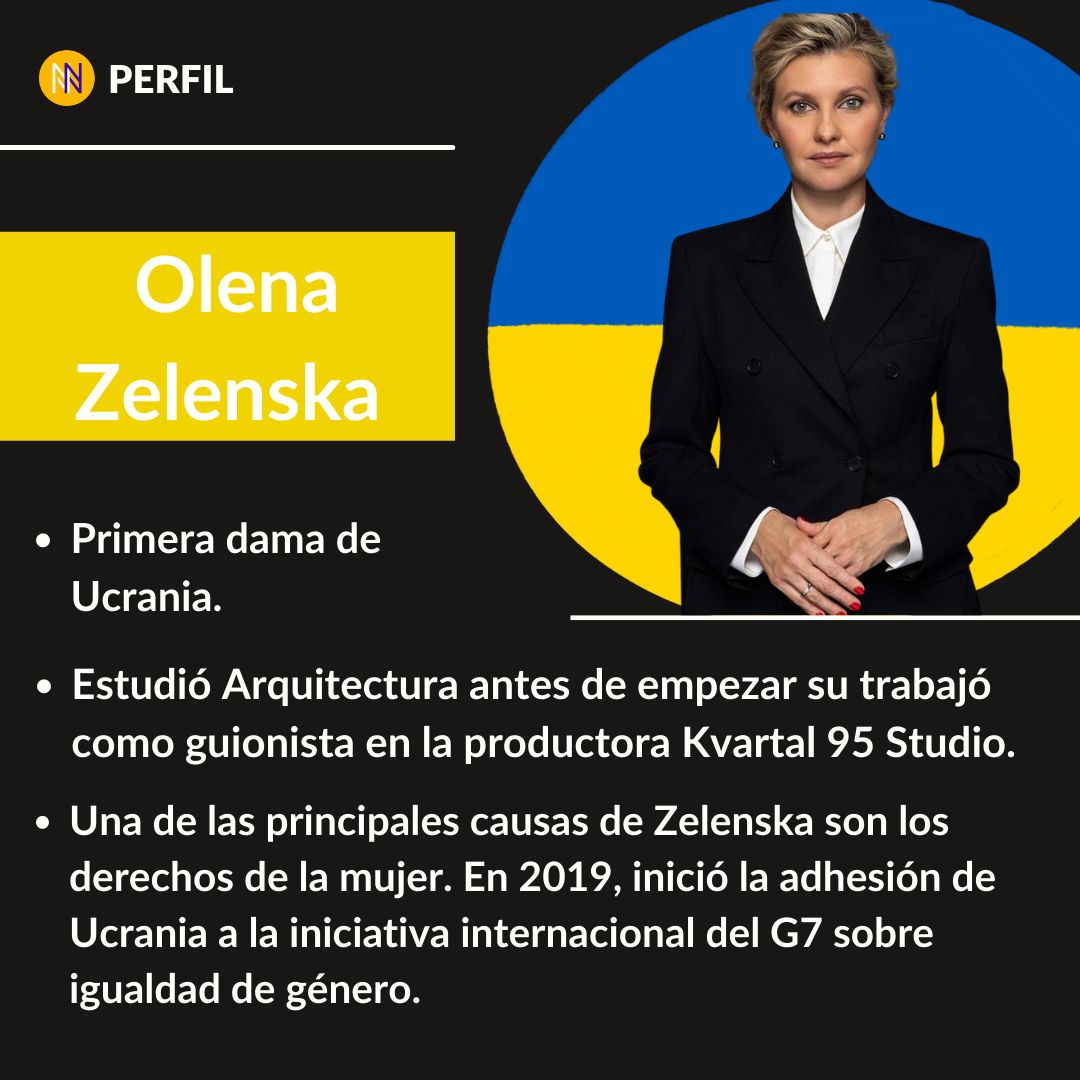 NN PERFIL
Olena
Zelenska
• Primera dama de
Ucrania.
• Estudió Arquitectura antes de empezar su trabajó
como guionista en la productora Kvartal 95 Studio.
• Una de las principales causas de Zelenska son los
derechos de la mujer. En 2019, inició la adhesión de
Ucrania a la iniciativa internacional del G7 sobre
igualdad de género.